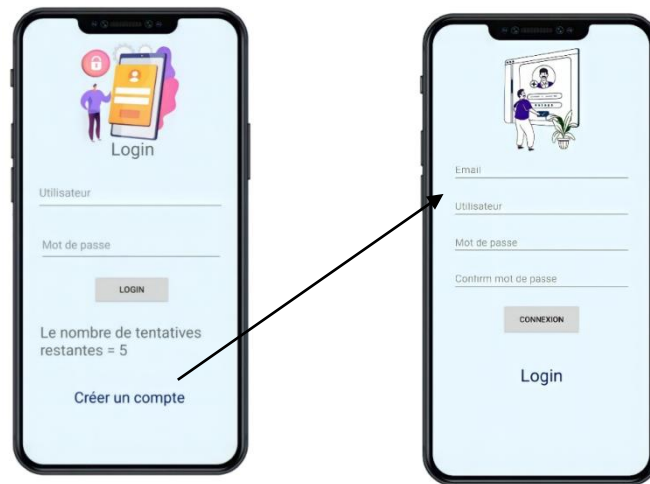 Login
Utilisateur
Mot de passe
LOGIN
Le nombre de tentatives
restantes = 5
Créer un compte
Email
Utilisateur
Mot de passe
Confirm mot de passe
CONNEXION
Login